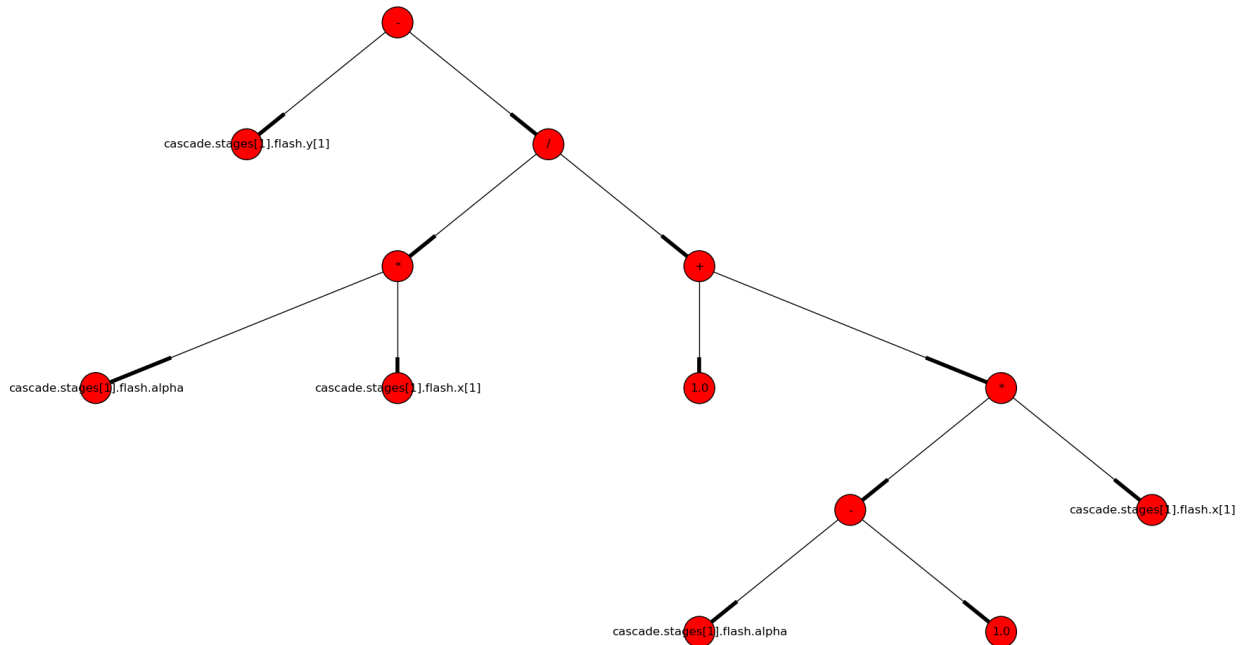 -
cascade.stages[1].flash.y[1]
/
*
+
cascade.stages[1].flash.alpha
cascade.stages[1].flash.x[1]
1.0
*
-
cascade.stages[1].flash.x[1]
cascade.stages[1].flash.alpha
1.0